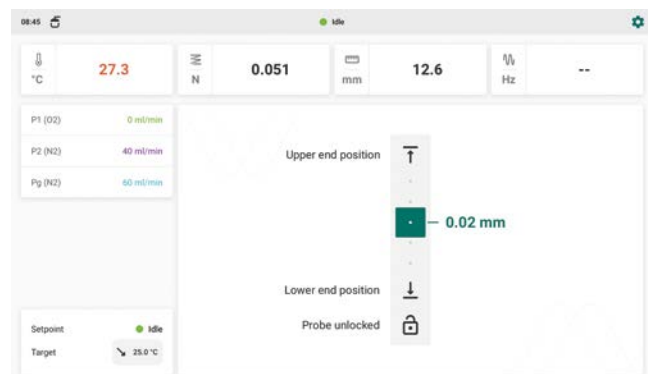 08:45
Idle
°C
27.3
N
0.051
mm
12.6
Hz
--
P1 (O2) 0 ml/min
P2 (N2) 40 ml/min
Pg (N2) 60 ml/min
Upper end position
0.02 mm
Lower end position
Probe unlocked
Setpoint Idle
Target 25.0 °C